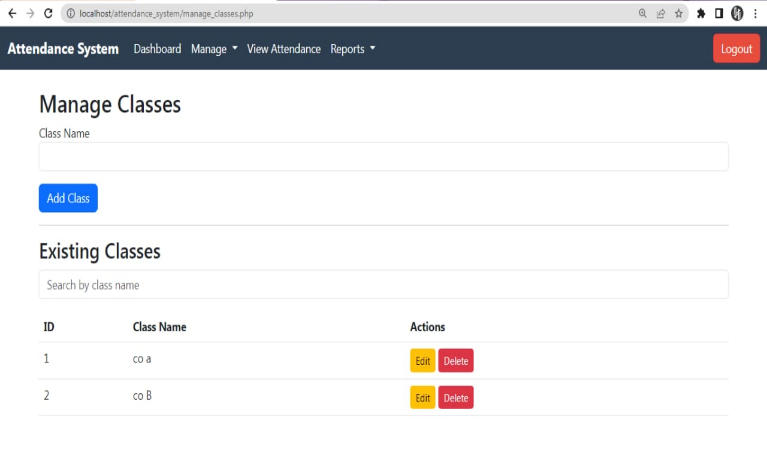 localhost/attendance_system/manage_classes.php
Attendance System Dashboard Manage View Attendance Reports Logout
Manage Classes
Class Name
Add Class
Existing Classes
Search by class name
ID Class Name Actions
1 co a Edit Delete
2 co B Edit Delete